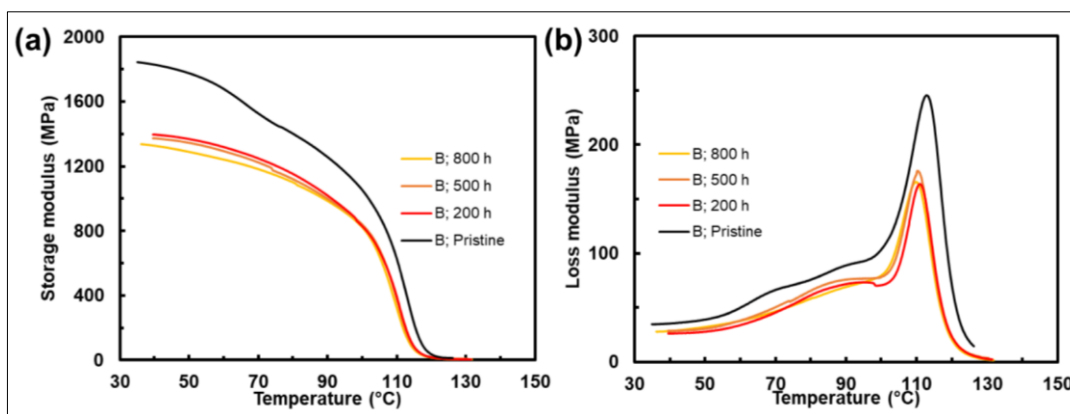 (a)
2000
1600
1200
800
400
0
Storage modulus (MPa)
B; 800 h
B; 500 h
B; 200 h
B; Pristine
30 50 70 90 110 130 150
Temperature (°C)
(b)
300
200
100
0
Loss modulus (MPa)
B; 800 h
B; 500 h
B; 200 h
B; Pristine
30 50 70 90 110 130 150
Temperature (°C)